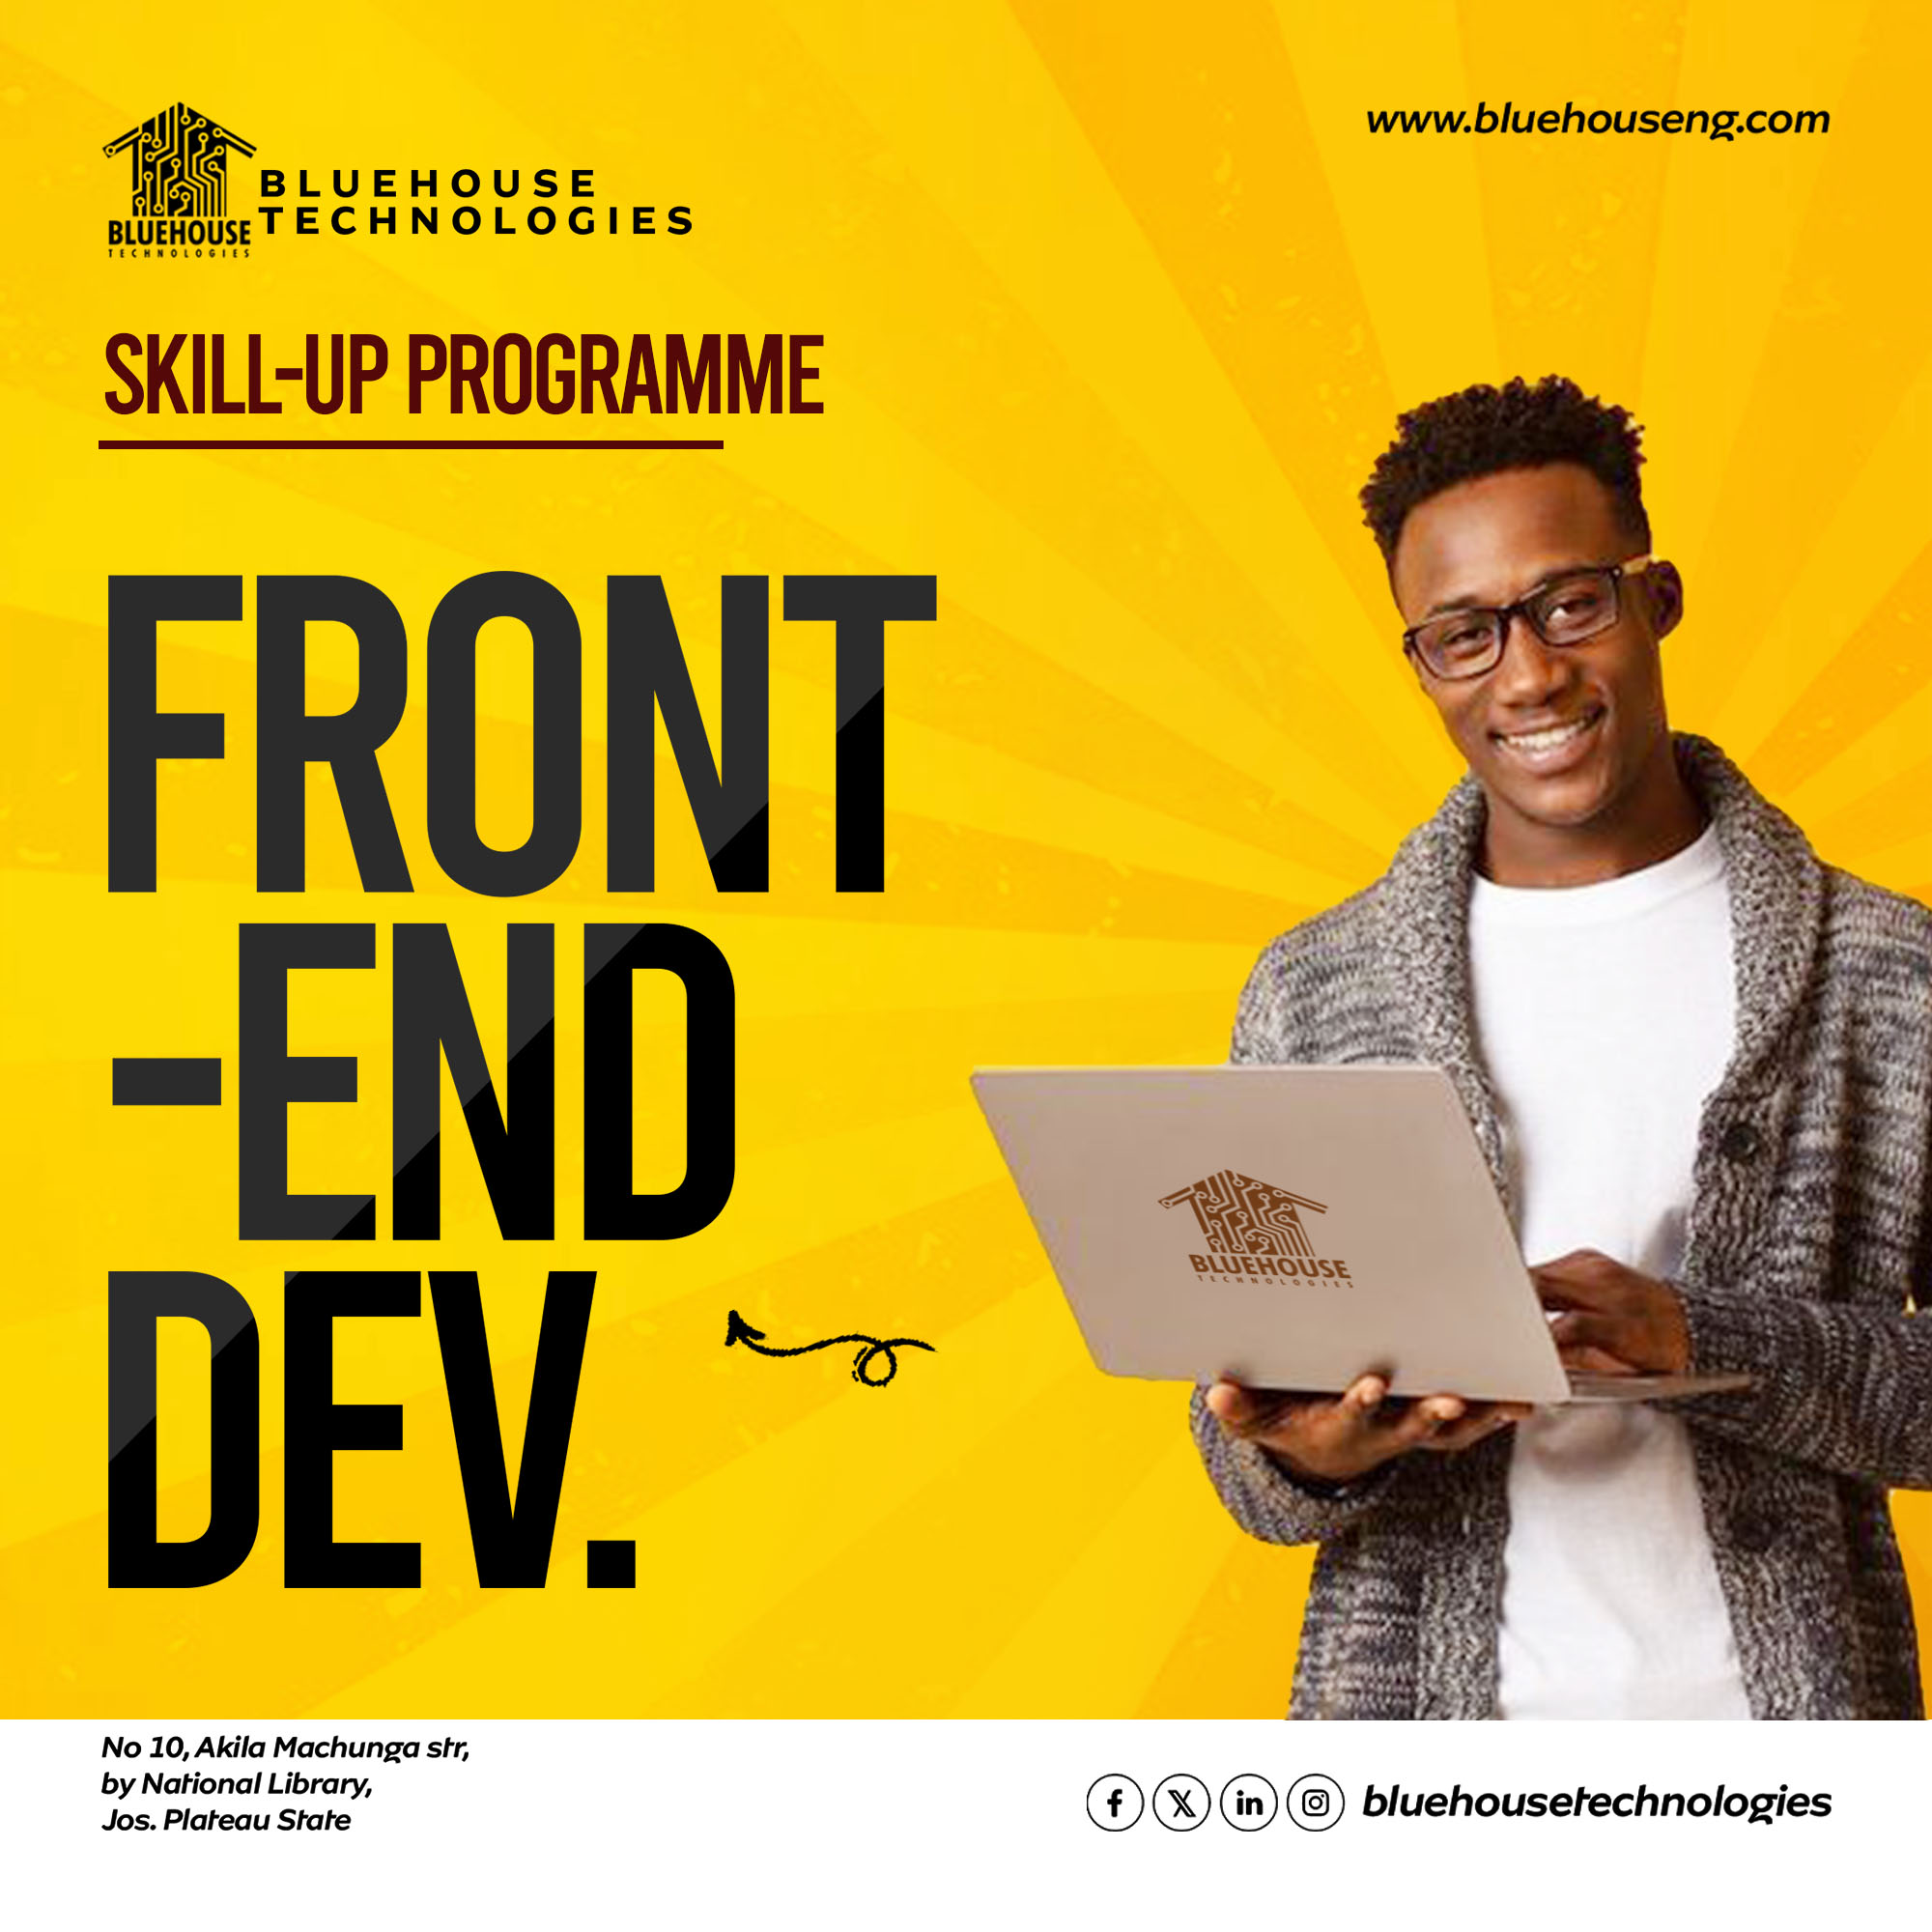 www.bluehouseng.com
BLUEHOUSE
TECHNOLOGIES
BLUEHOUSE
TECHNOLOGIES
SKILL-UP PROGRAMME
FRONT
-END
DEV.
BLUEHOUSE
TECHNOLOGIES
No 10, Akila Machunga str,
by National Library,
Jos. Plateau State
bluehousetechnologies